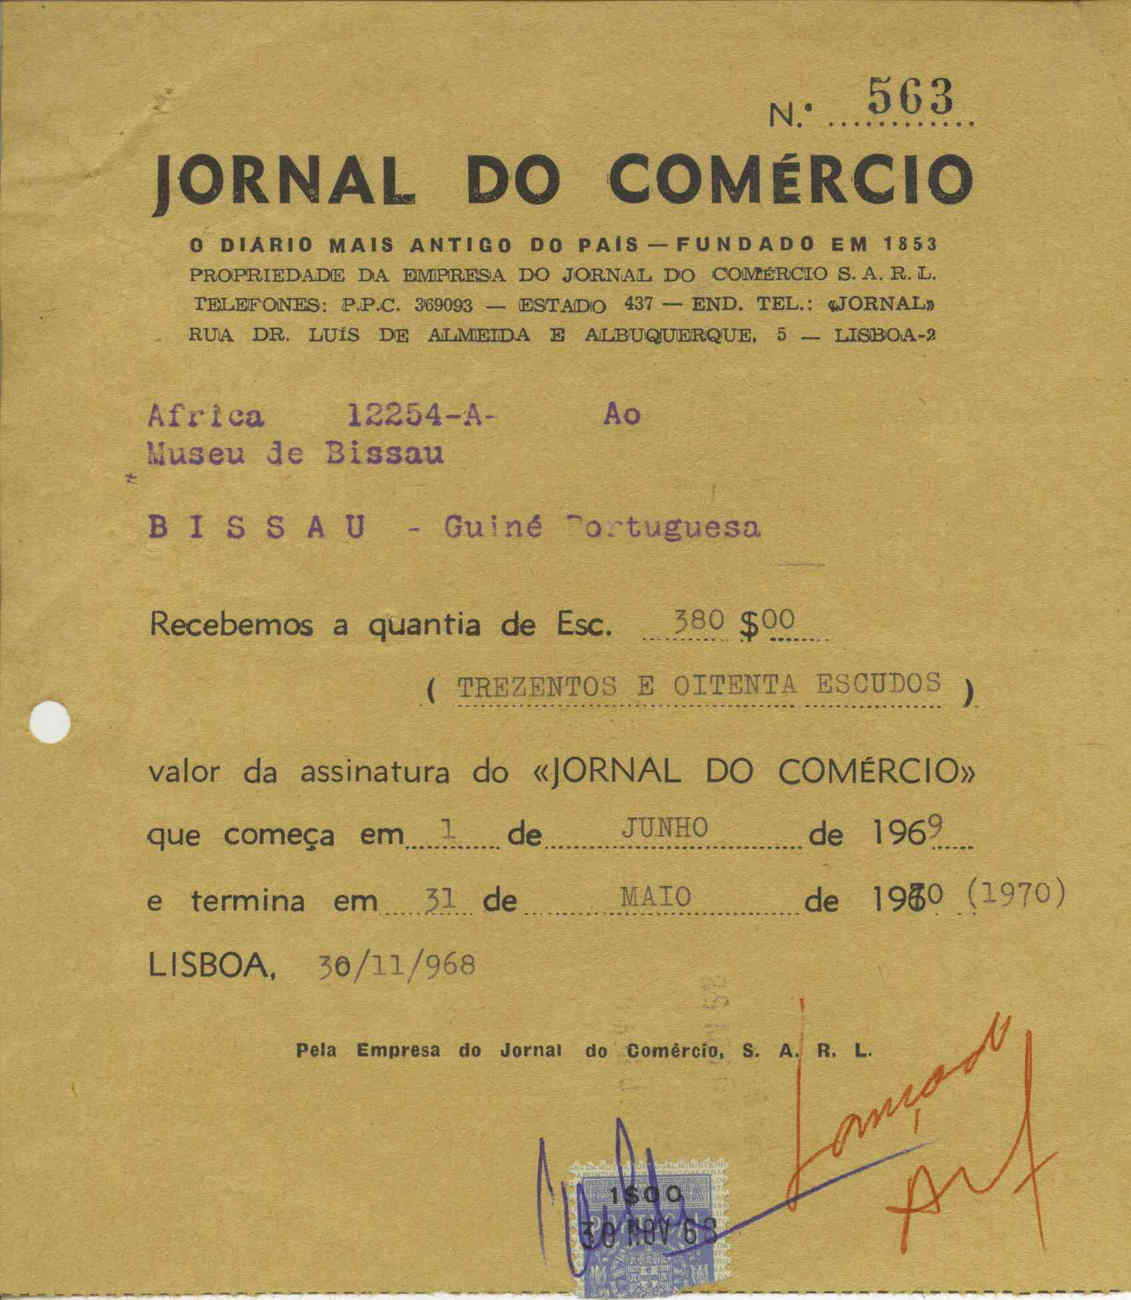 N.º 563
JORNAL DO COMÉRCIO
O DIÁRIO MAIS ANTIGO DO PAÍS — FUNDADO EM 1853
PROPRIEDADE DA EMPRESA DO JORNAL DO COMÉRCIO S. A. R. L.
TELEFONES: P.P.C. 369093 — ESTADO 437 — END. TEL.: «JORNAL»
RUA DR. LUÍS DE ALMEIDA E ALBUQUERQUE, 5 — LISBOA-2
Africa 12254-A- Ao
Museu de Bissau
BISSAU - Guiné Portuguesa
Recebemos a quantia de Esc. 380 $00
( TREZENTOS E OITENTA ESCUDOS )
valor da assinatura do «JORNAL DO COMÉRCIO»
que começa em 1 de JUNHO de 1969
e termina em 31 de MAIO de 1970 (1970)
LISBOA, 30/11/968
Pela Empresa do Jornal do Comércio, S. A. R. L.
Lançado
1$00
30 NOV 68